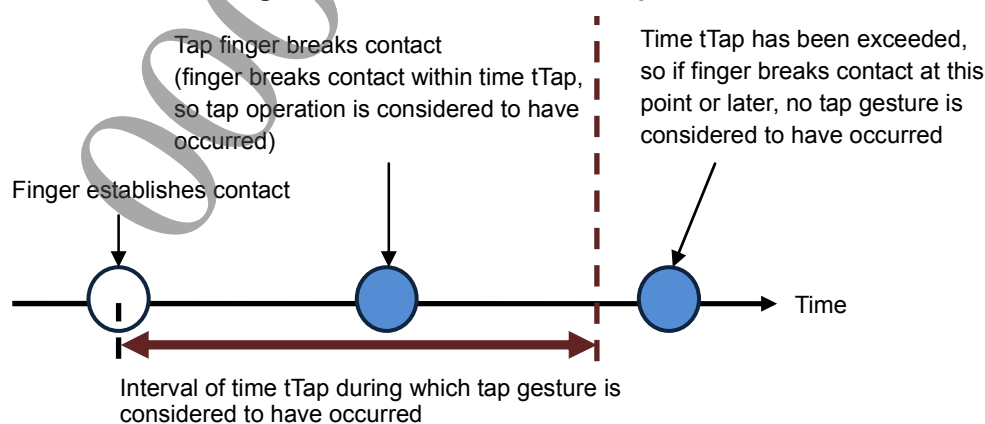 Tap finger breaks contact
(finger breaks contact within time tTap,
so tap operation is considered to have
occurred)
Time tTap has been exceeded,
so if finger breaks contact at this
point or later, no tap gesture is
considered to have occurred
Finger establishes contact
Time
Interval of time tTap during which tap gesture is
considered to have occurred